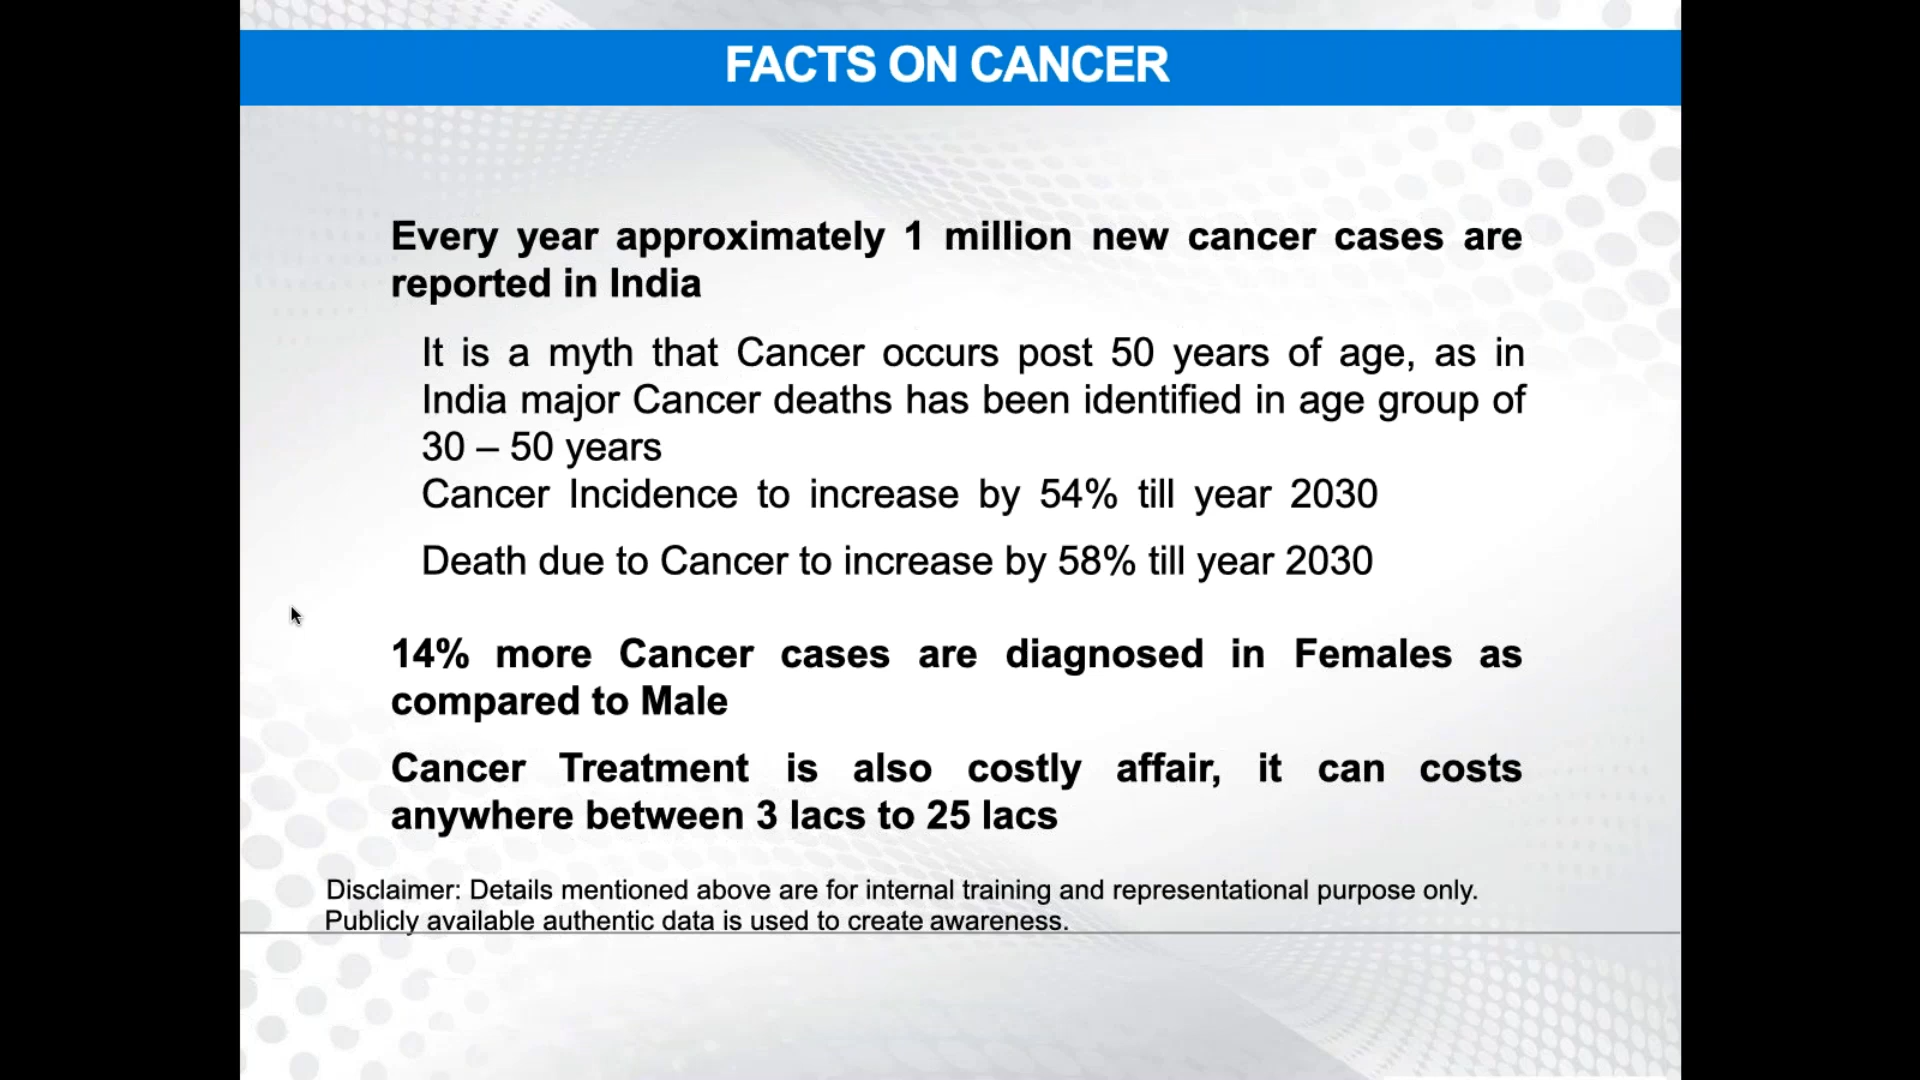 FACTS ON CANCER
Every year approximately 1 million new cancer cases are
reported in India
It is a myth that Cancer occurs post 50 years of age, as in
India major Cancer deaths has been identified in age group of
30 – 50 years
Cancer Incidence to increase by 54% till year 2030
Death due to Cancer to increase by 58% till year 2030
14% more Cancer cases are diagnosed in Females as
compared to Male
Cancer Treatment is also costly affair, it can costs
anywhere between 3 lacs to 25 lacs
Disclaimer: Details mentioned above are for internal training and representational purpose only.
Publicly available authentic data is used to create awareness.